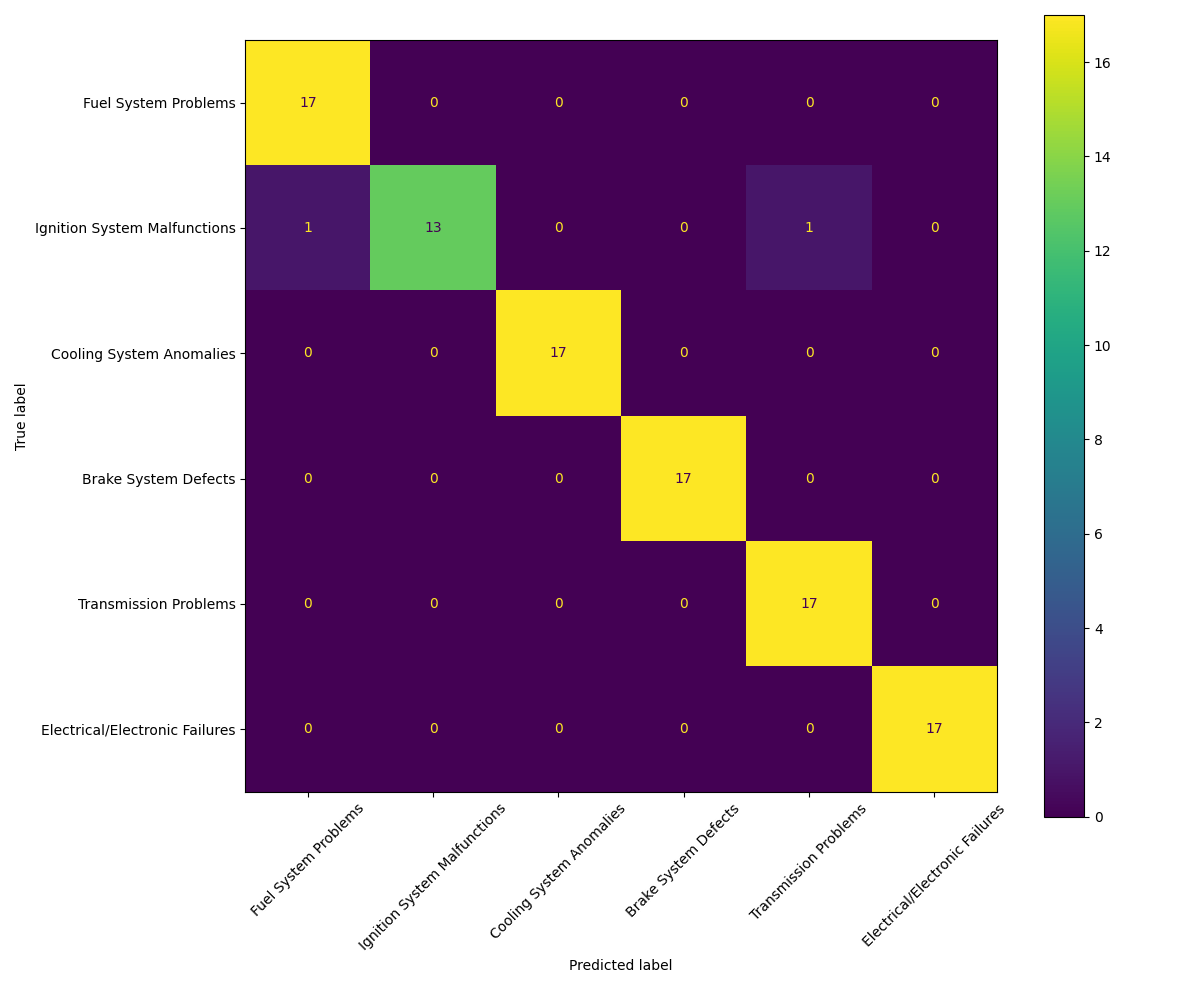 Fuel System Problems 17 0 0 0 0 0
Ignition System Malfunctions 1 13 0 0 1 0
Cooling System Anomalies 0 0 17 0 0 0
Brake System Defects 0 0 0 17 0 0
Transmission Problems 0 0 0 0 17 0
Electrical/Electronic Failures 0 0 0 0 0 17
True label
Fuel System Problems
Ignition System Malfunctions
Cooling System Anomalies
Brake System Defects
Transmission Problems
Electrical/Electronic Failures
Predicted label
16
14
12
10
8
6
4
2
0